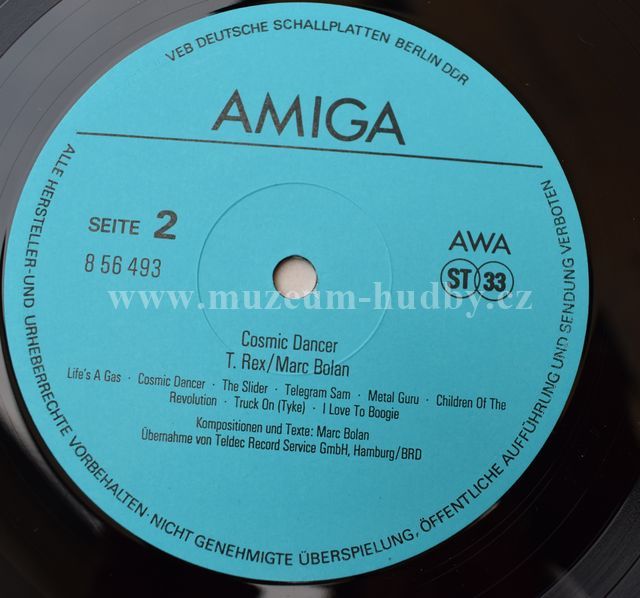 VEB DEUTSCHE SCHALLPLATTEN BERLIN DDR
AMIGA
SEITE 2
8 56 493
AWA
ST 33
www.muzeum-hudby.cz
Cosmic Dancer
T. Rex/Marc Bolan
Life's A Gas · Cosmic Dancer · The Slider · Telegram Sam · Metal Guru · Children Of The
Revolution · Truck On (Tyke) · I Love To Boogie
Kompositionen und Texte: Marc Bolan
Übernahme von Teldec Record Service GmbH, Hamburg/BRD
ALLE HERSTELLER- UND URHEBERRECHTE VORBEHALTEN · NICHT GENEHMIGTE ÜBERSPIELUNG, ÖFFENTLICHE AUFFÜHRUNG UND SENDUNG VERBOTEN